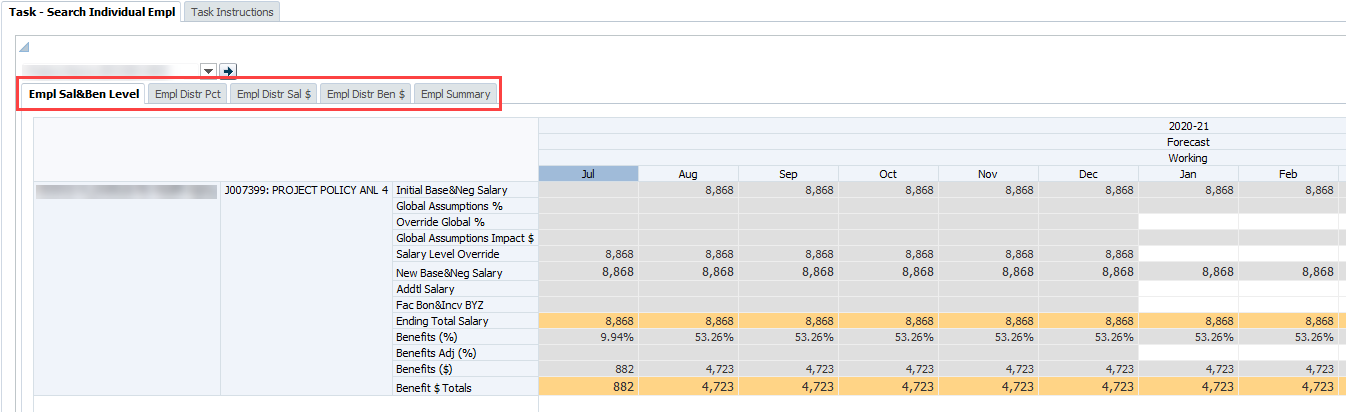 Task - Search Individual Empl Task Instructions
Empl Sal&Ben Level Empl Distr Pct Empl Distr Sal $ Empl Distr Ben $ Empl Summary
2020-21
Forecast
Working
Jul Aug Sep Oct Nov Dec Jan Feb
J007399: PROJECT POLICY ANL 4 Initial Base&Neg Salary 8,868 8,868 8,868 8,868 8,868 8,868 8,868
Global Assumptions %
Override Global %
Global Assumptions Impact $
Salary Level Override 8,868 8,868 8,868 8,868 8,868 8,868
New Base&Neg Salary 8,868 8,868 8,868 8,868 8,868 8,868 8,868 8,868
Addtl Salary
Fac Bon&Incv BYZ
Ending Total Salary 8,868 8,868 8,868 8,868 8,868 8,868 8,868 8,868
Benefits (%) 9.94% 53.26% 53.26% 53.26% 53.26% 53.26% 53.26% 53.26%
Benefits Adj (%)
Benefits ($) 882 4,723 4,723 4,723 4,723 4,723 4,723 4,723
Benefit $ Totals 882 4,723 4,723 4,723 4,723 4,723 4,723 4,723